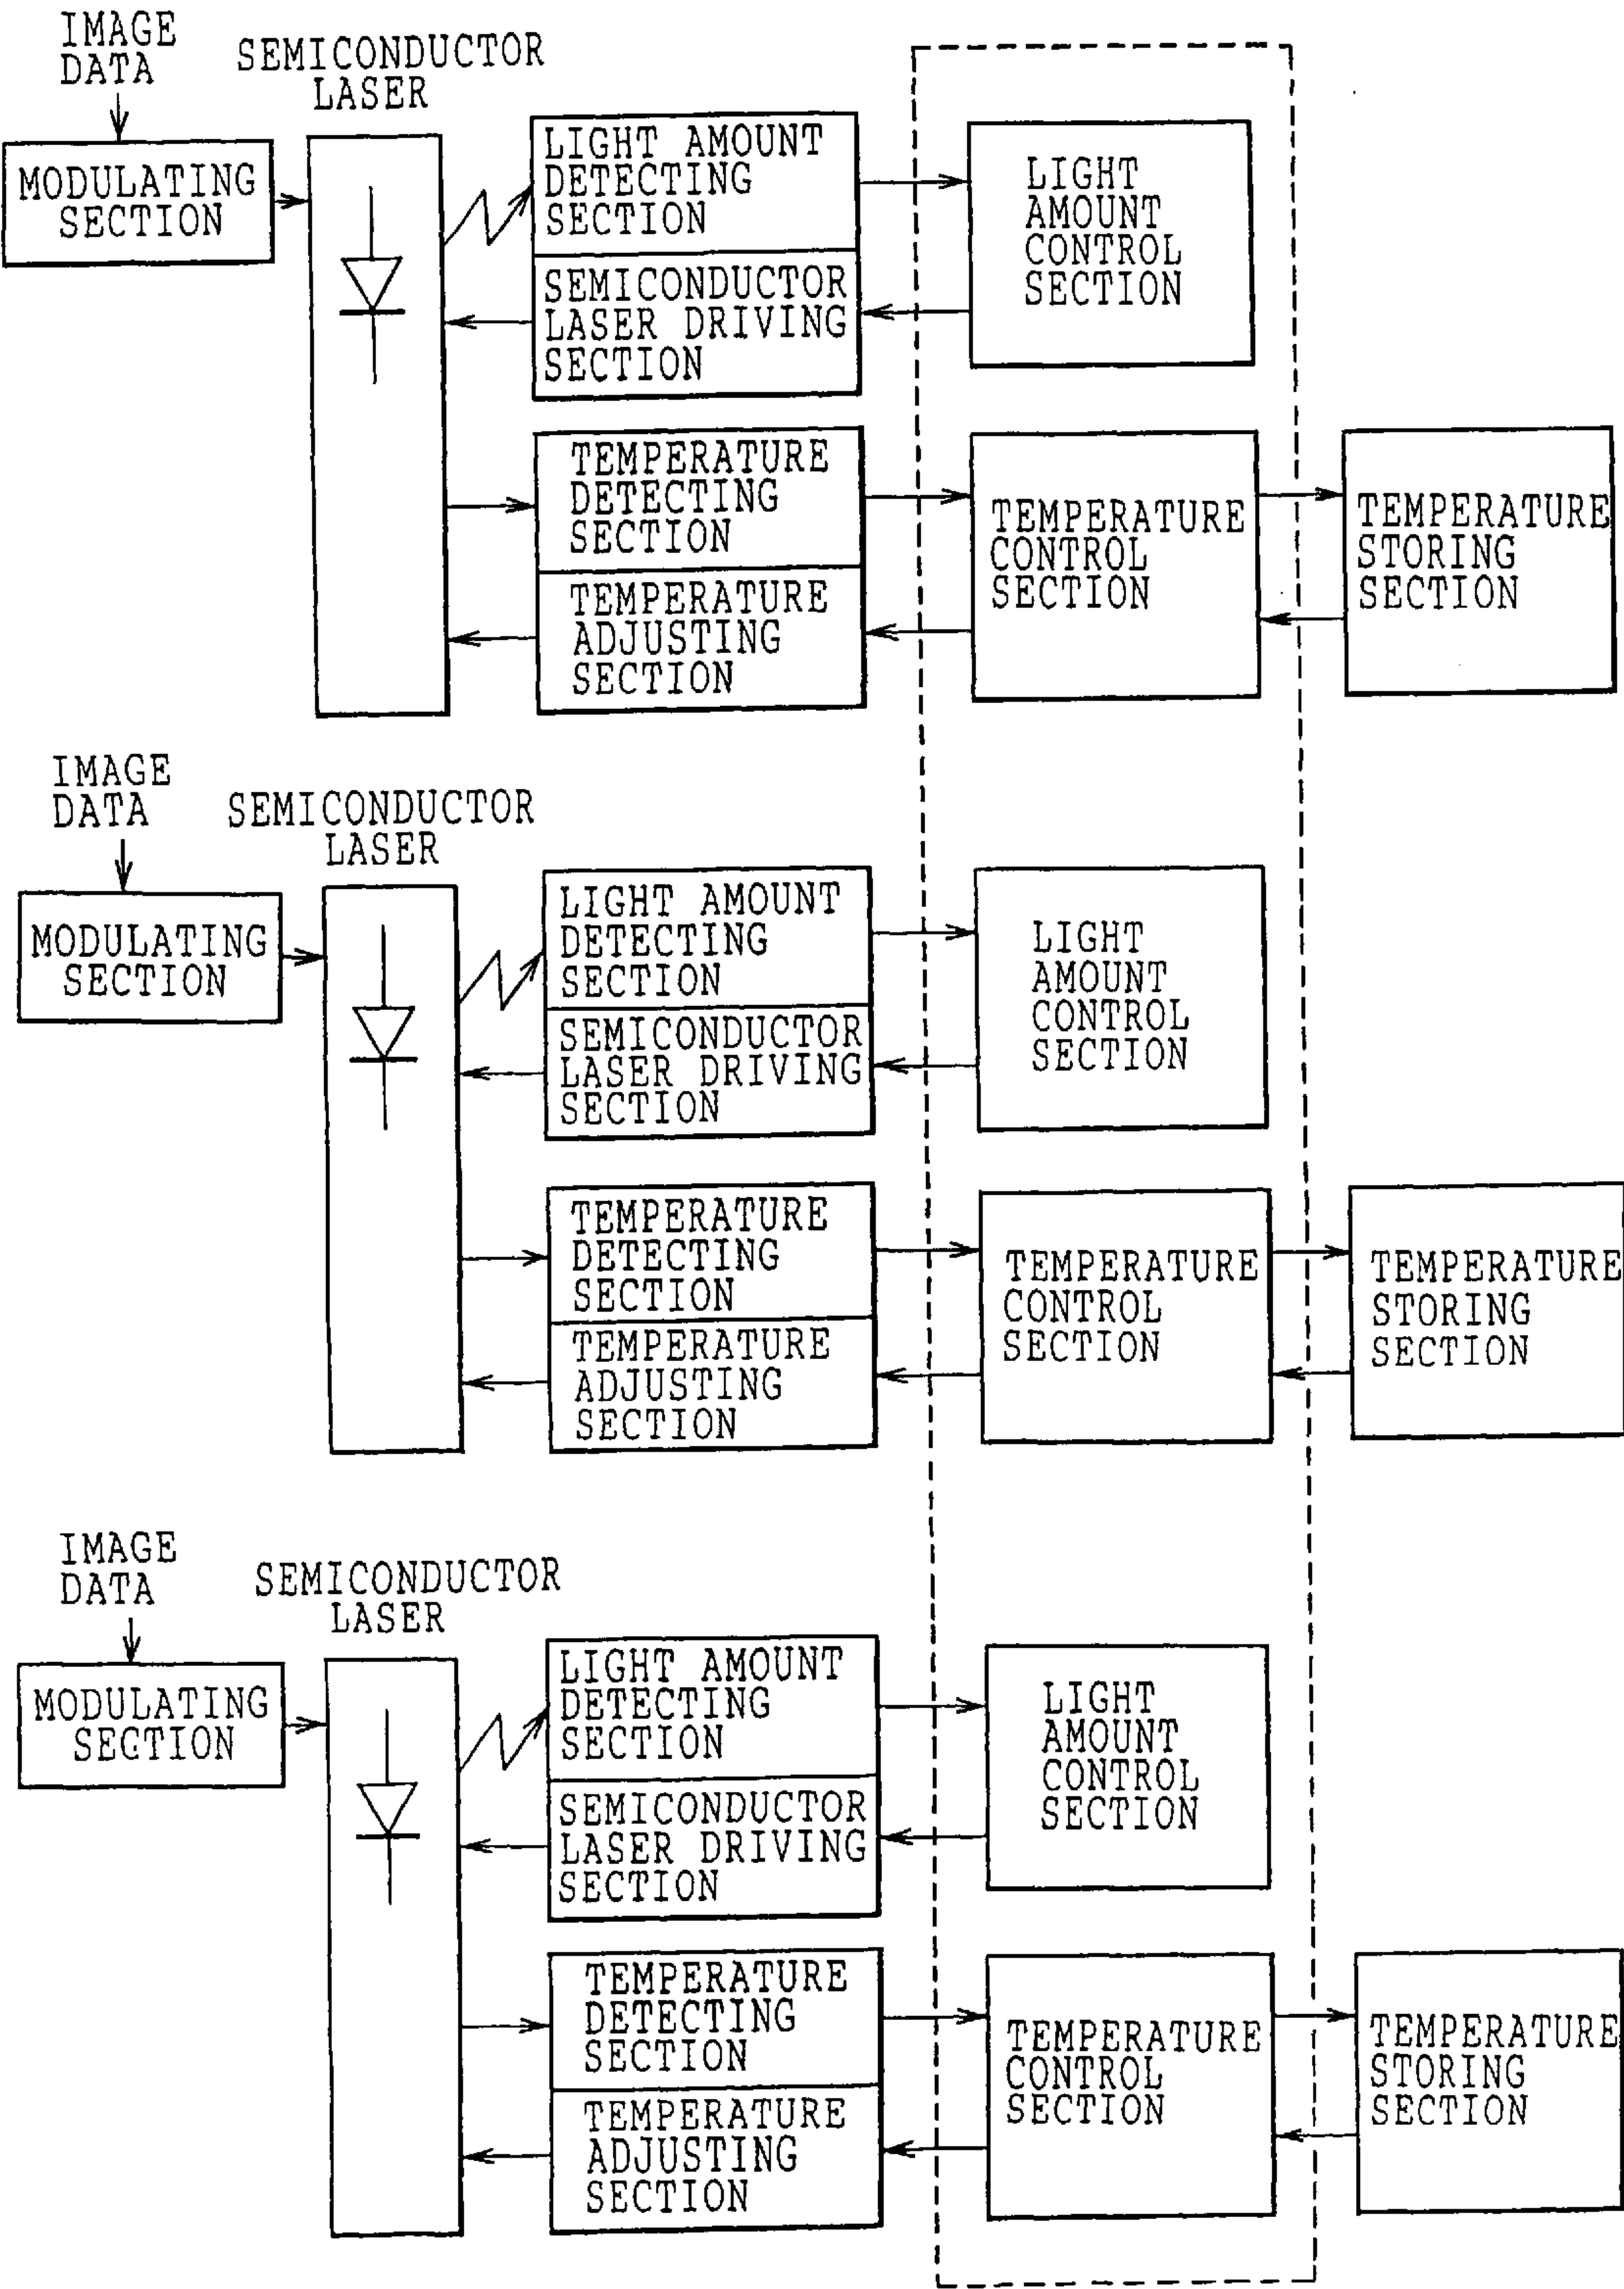 IMAGE
DATA
SEMICONDUCTOR
LASER
MODULATING
SECTION
LIGHT AMOUNT
DETECTING
SECTION
SEMICONDUCTOR
LASER DRIVING
SECTION
LIGHT
AMOUNT
CONTROL
SECTION
TEMPERATURE
DETECTING
SECTION
TEMPERATURE
ADJUSTING
SECTION
TEMPERATURE
CONTROL
SECTION
TEMPERATURE
STORING
SECTION
IMAGE
DATA
SEMICONDUCTOR
LASER
MODULATING
SECTION
LIGHT AMOUNT
DETECTING
SECTION
SEMICONDUCTOR
LASER DRIVING
SECTION
LIGHT
AMOUNT
CONTROL
SECTION
TEMPERATURE
DETECTING
SECTION
TEMPERATURE
ADJUSTING
SECTION
TEMPERATURE
CONTROL
SECTION
TEMPERATURE
STORING
SECTION
IMAGE
DATA
SEMICONDUCTOR
LASER
MODULATING
SECTION
LIGHT AMOUNT
DETECTING
SECTION
SEMICONDUCTOR
LASER DRIVING
SECTION
LIGHT
AMOUNT
CONTROL
SECTION
TEMPERATURE
DETECTING
SECTION
TEMPERATURE
ADJUSTING
SECTION
TEMPERATURE
CONTROL
SECTION
TEMPERATURE
STORING
SECTION